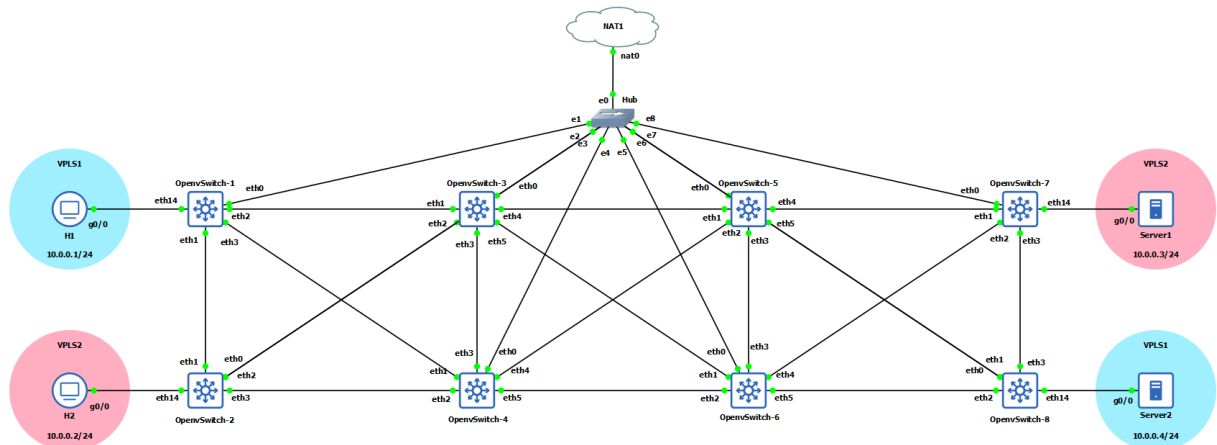 NAT1
nat0
e0
Hub
e1
e8
e2
e7
e3
e6
e4
e5
VPLS1
VPLS2
OpenvSwitch-1
OpenvSwitch-3
OpenvSwitch-5
OpenvSwitch-7
eth0
eth0
eth0
eth0
eth14
eth2
eth1
eth4
eth1
eth4
eth1
eth14
g0/0
eth2
eth2
eth5
eth2
g0/0
H1
eth1
eth3
eth3
eth5
eth3
eth2
eth3
Server1
10.0.0.1/24
10.0.0.3/24
VPLS2
VPLS1
eth1
eth0
eth3
eth0
eth0
eth3
eth1
eth3
eth2
eth1
eth4
eth1
eth4
eth0
eth14
eth3
eth2
eth5
eth2
eth5
eth2
eth14
g0/0
g0/0
H2
OpenvSwitch-2
OpenvSwitch-4
OpenvSwitch-6
OpenvSwitch-8
Server2
10.0.0.2/24
10.0.0.4/24